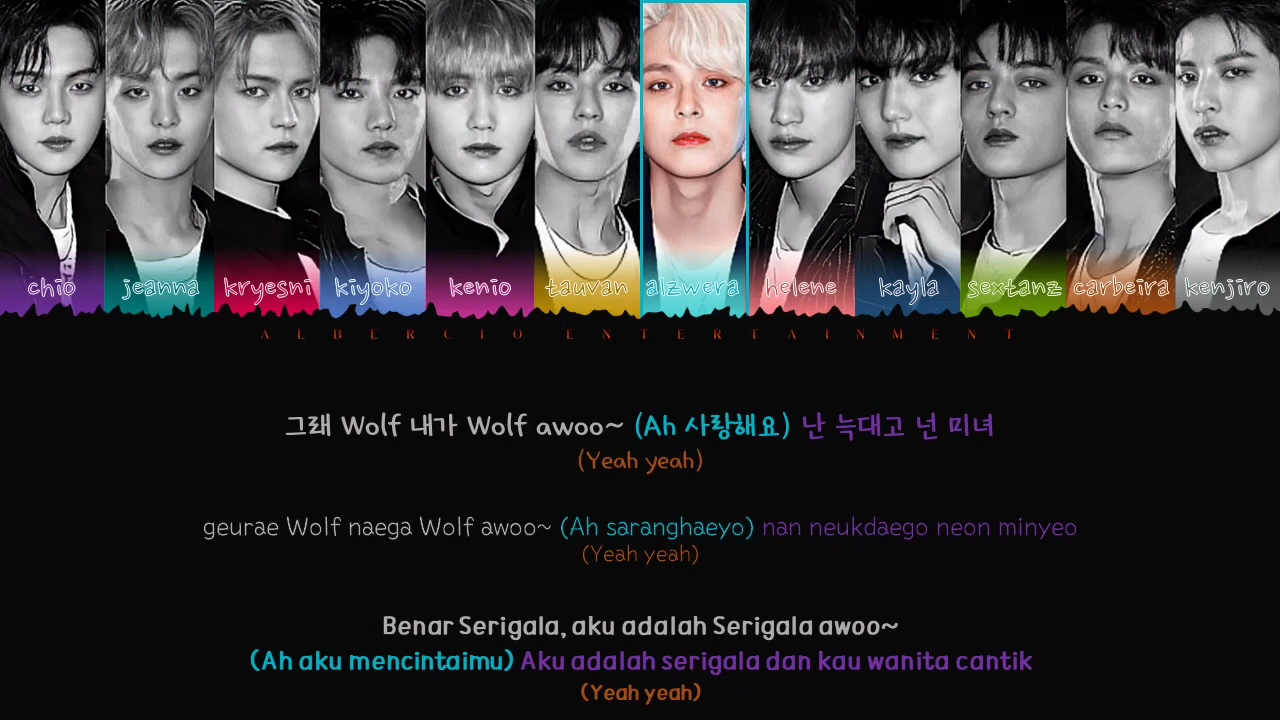 chio jeanna kryesni kiyoko kenio tauvan alzwera helene kayla sextanz carbeira kenjiro
ALBERCIO ENTERTAINMENT
그래 Wolf 내가 Wolf awoo~ (Ah 사랑해요) 난 늑대고 넌 미녀
(Yeah yeah)
geurae Wolf naega Wolf awoo~ (Ah saranghaeyo) nan neukdaego neon minyeo
(Yeah yeah)
Benar Serigala, aku adalah Serigala awoo~
(Ah aku mencintaimu) Aku adalah serigala dan kau wanita cantik
(Yeah yeah)